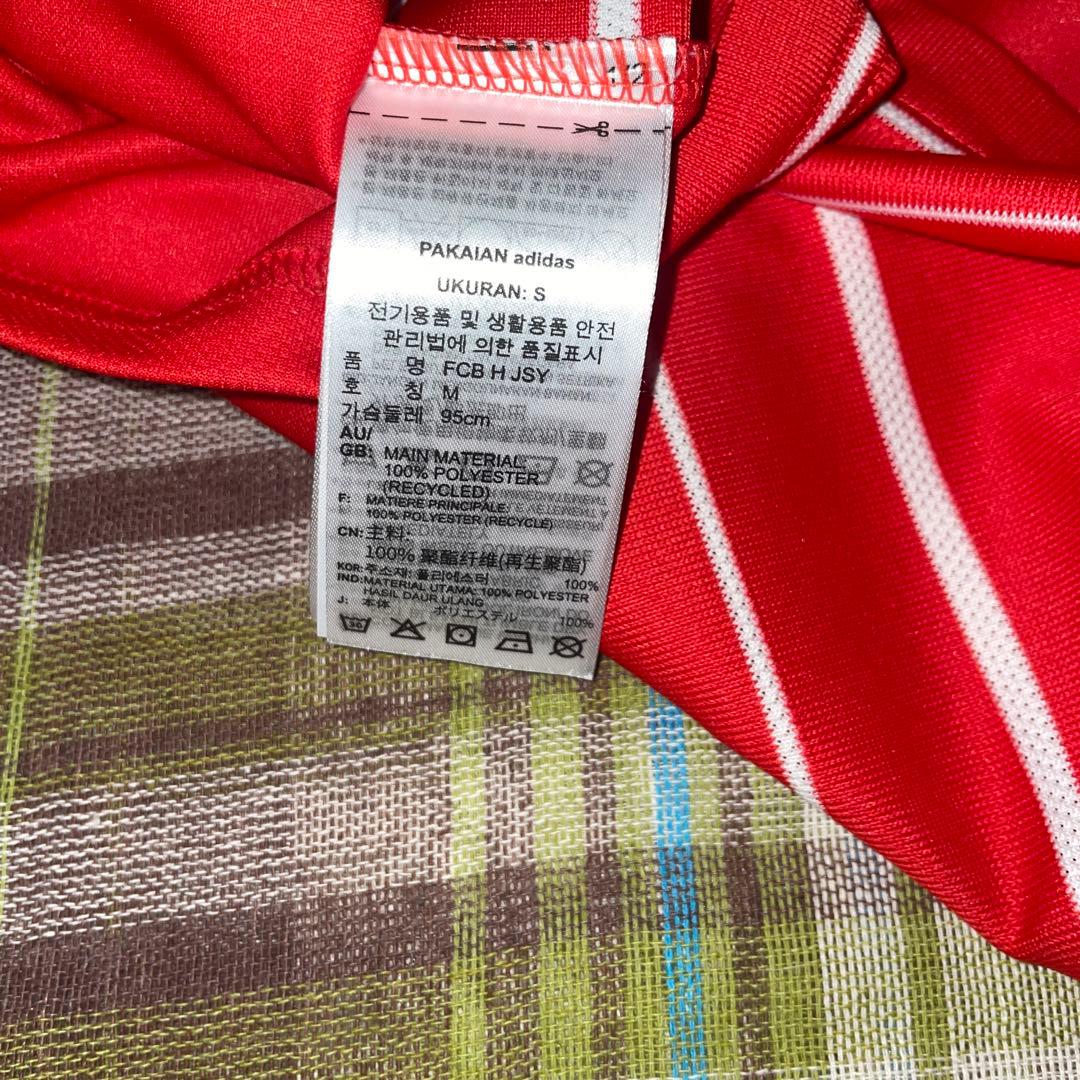 1/2
PAKAIAN adidas
UKURAN: S
전기용품 및 생활용품 안전
관리법에 의한 품질표시
품 명 FCB H JSY
호 칭 M
가슴둘레 95cm
AU/
GB: MAIN MATERIAL:
100% POLYESTER
(RECYCLED)
F: MATIERE PRINCIPALE:
100% POLYESTER (RECYCLÉ)
CN: 主料:
100% 聚酯纤维(再生聚酯)
KOR: 주소재: 폴리에스터 100%
IND: MATERIAL UTAMA: 100% POLYESTER
HASIL DAUR ULANG
J: 本体 ポリエステル 100%
30